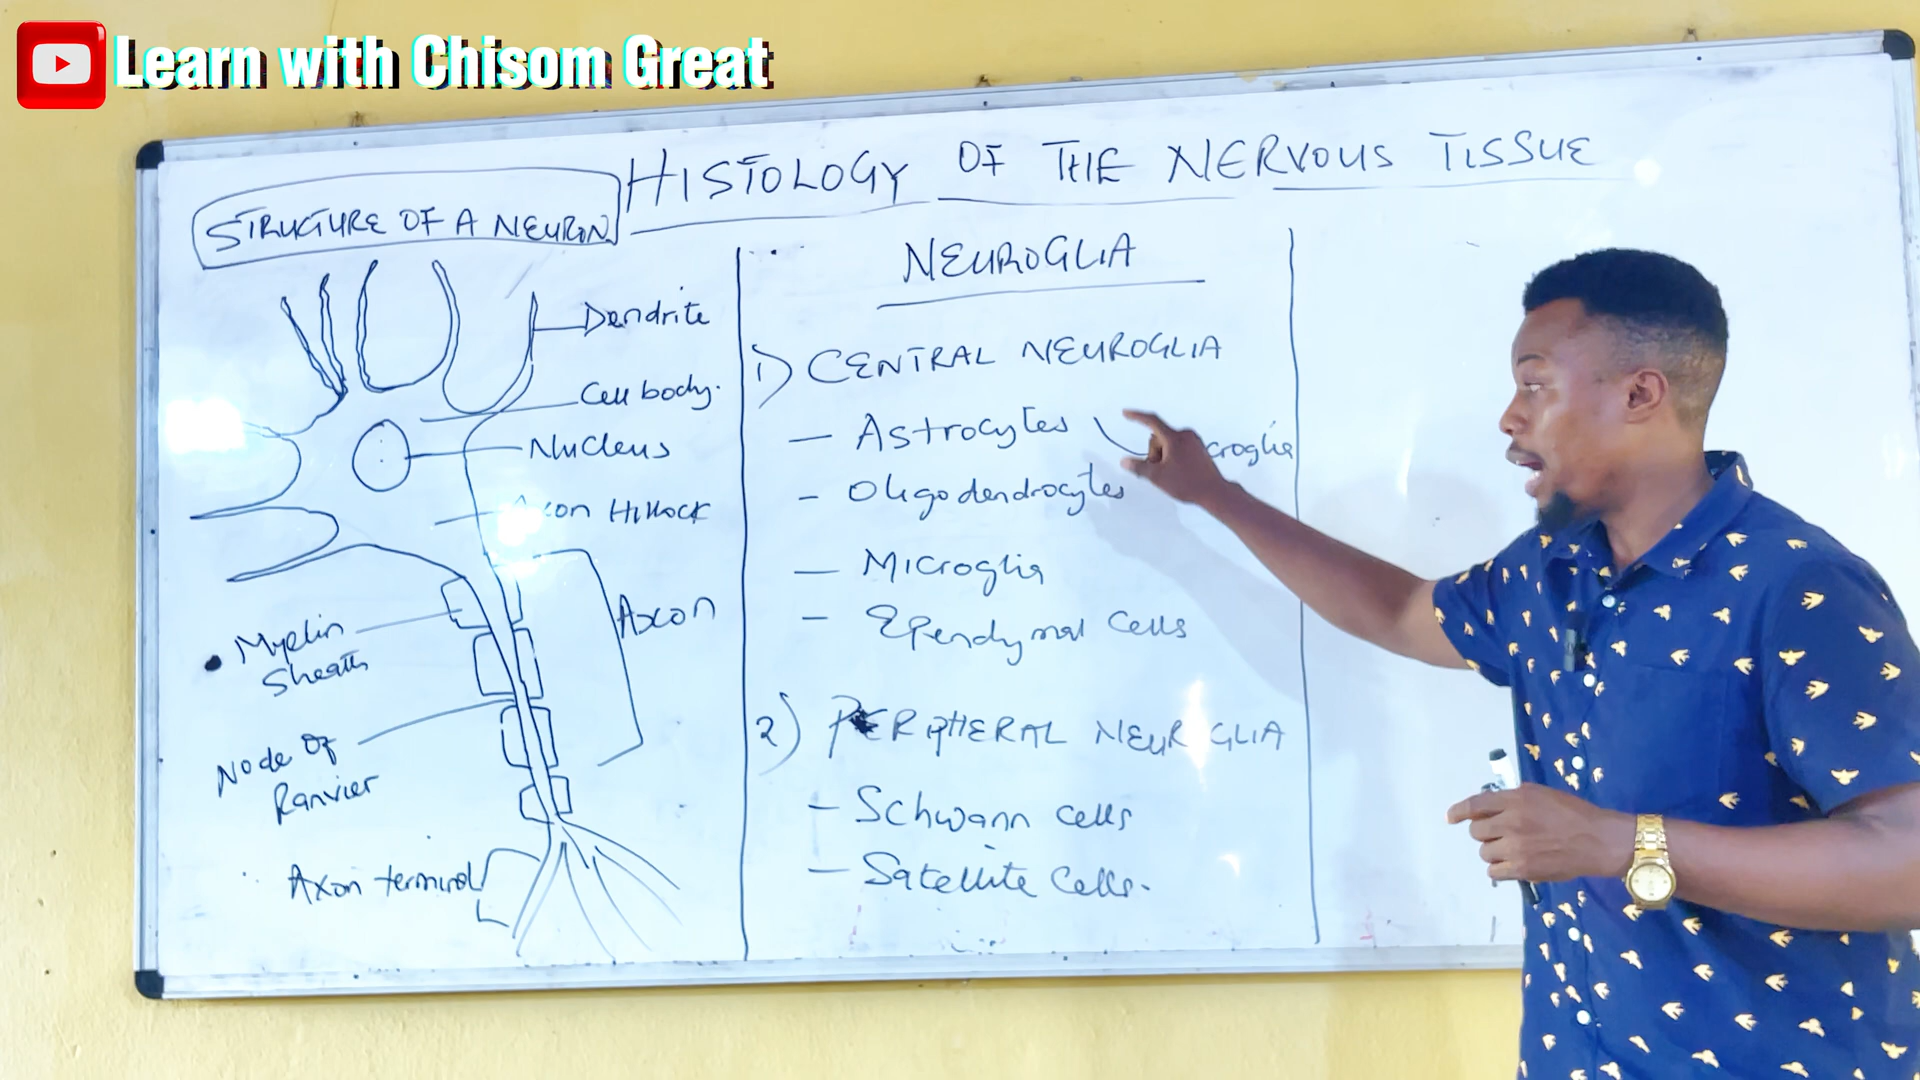 Learn with Chisom Great
HISTOLOGY OF THE NERVOUS TISSUE
STRUCTURE OF A NEURON
Dendrite
Cell body.
Nucleus
Axon Hillock
Axon
Myelin
Sheath
Node Of
Ranvier
Axon terminal
NEUROGLIA
1) CENTRAL NEUROGLIA
- Astrocytes
croglia
- Oligodendrocytes
- Microglia
- Ependymal Cells
2) PERIPHERAL NEUROGLIA
- Schwann cells
- Satellite Cells.